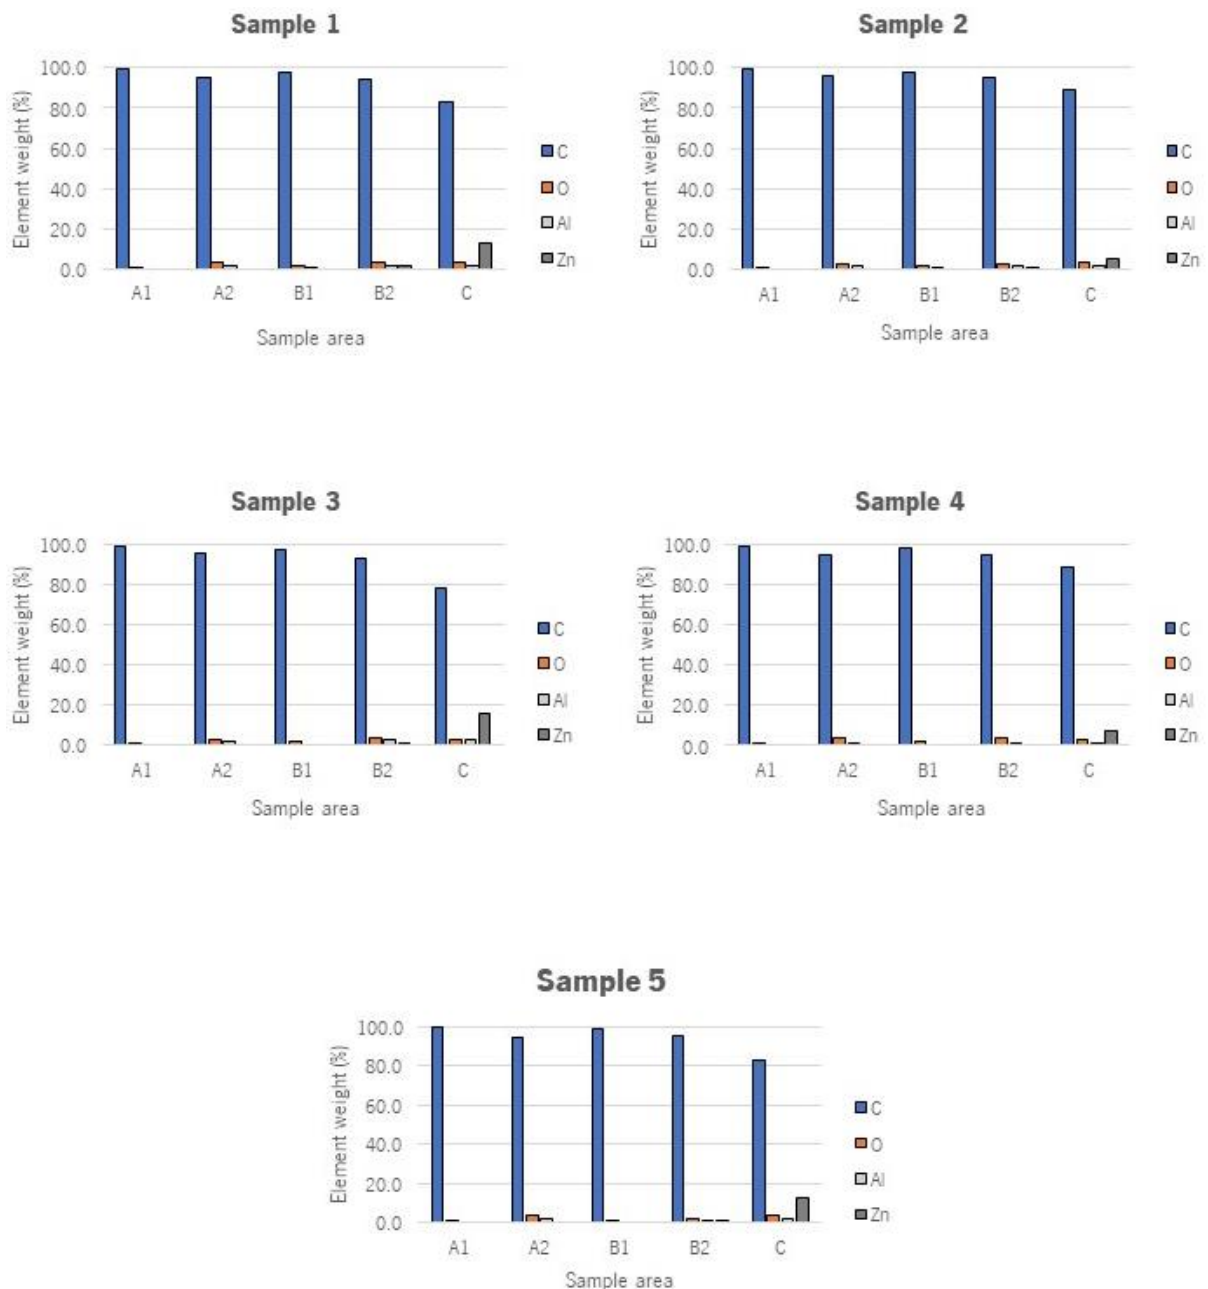 Sample 1
Element weight (%)
100.0
80.0
60.0
40.0
20.0
0.0
A1 A2 B1 B2 C
Sample area
C
O
Al
Zn
Sample 2
Element weight (%)
100.0
80.0
60.0
40.0
20.0
0.0
A1 A2 B1 B2 C
Sample area
C
O
Al
Zn
Sample 3
Element weight (%)
100.0
80.0
60.0
40.0
20.0
0.0
A1 A2 B1 B2 C
Sample area
C
O
Al
Zn
Sample 4
Element weight (%)
100.0
80.0
60.0
40.0
20.0
0.0
A1 A2 B1 B2 C
Sample area
C
O
Al
Zn
Sample 5
Element weight (%)
100.0
80.0
60.0
40.0
20.0
0.0
A1 A2 B1 B2 C
Sample area
C
O
Al
Zn